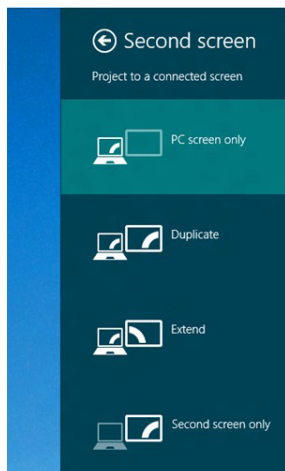 Second screen
Project to a connected screen
PC screen only
Duplicate
Extend
Second screen only